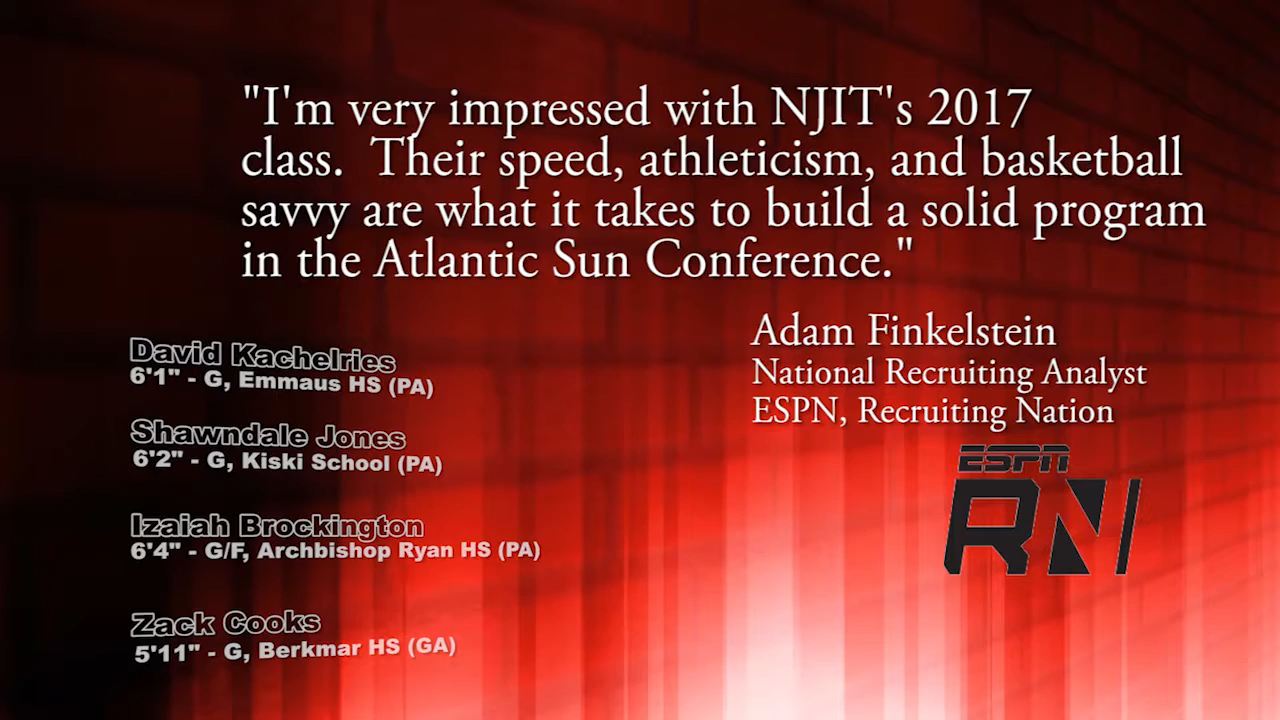 "I'm very impressed with NJIT's 2017
class.  Their speed, athleticism, and basketball
savvy are what it takes to build a solid program
in the Atlantic Sun Conference."
Adam Finkelstein
National Recruiting Analyst
ESPN, Recruiting Nation
ESPN
RN
David Kachelries
6'1" - G, Emmaus HS (PA)
Shawndale Jones
6'2" - G, Kiski School (PA)
Izaiah Brockington
6'4" - G/F, Archbishop Ryan HS (PA)
Zack Cooks
5'11" - G, Berkmar HS (GA)